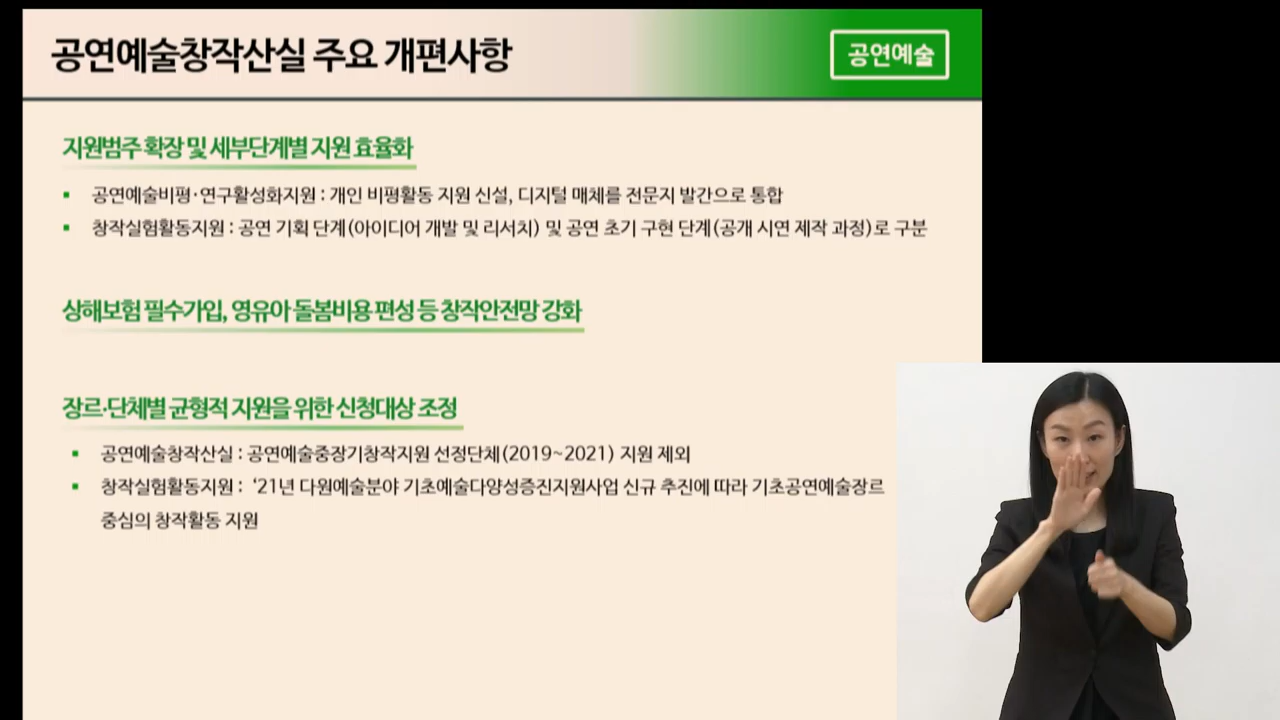 공연예술창작산실 주요 개편사항
공연예술
지원범주 확장 및 세부단계별 지원 효율화
▪ 공연예술비평·연구활성화지원 : 개인 비평활동 지원 신설, 디지털 매체를 전문지 발간으로 통합
▪ 창작실험활동지원 : 공연 기획 단계(아이디어 개발 및 리서치) 및 공연 초기 구현 단계(공개 시연 제작 과정)로 구분
상해보험 필수가입, 영유아 돌봄비용 편성 등 창작안전망 강화
장르·단체별 균형적 지원을 위한 신청대상 조정
▪ 공연예술창작산실 : 공연예술중장기창작지원 선정단체(2019~2021) 지원 제외
▪ 창작실험활동지원 : ‘21년 다원예술분야 기초예술다양성증진지원사업 신규 추진에 따라 기초공연예술장르
중심의 창작활동 지원